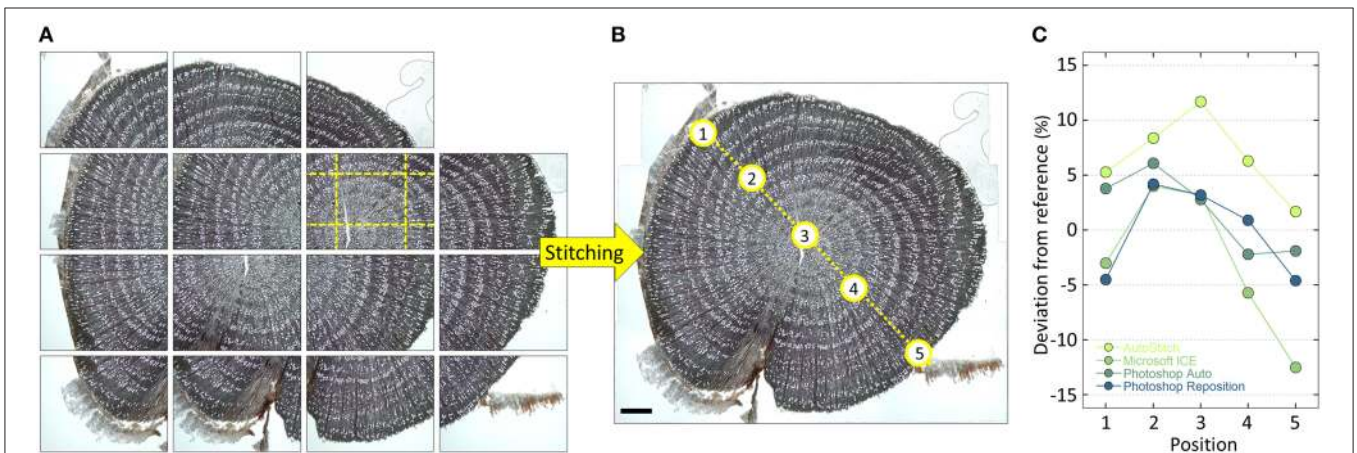 A
B
C
Stitching
1
2
3
4
5
Deviation from reference (%)
15
10
5
0
-5
-10
-15
AutoStitch
Microsoft ICE
Photoshop Auto
Photoshop Reposition
1 2 3 4 5
Position